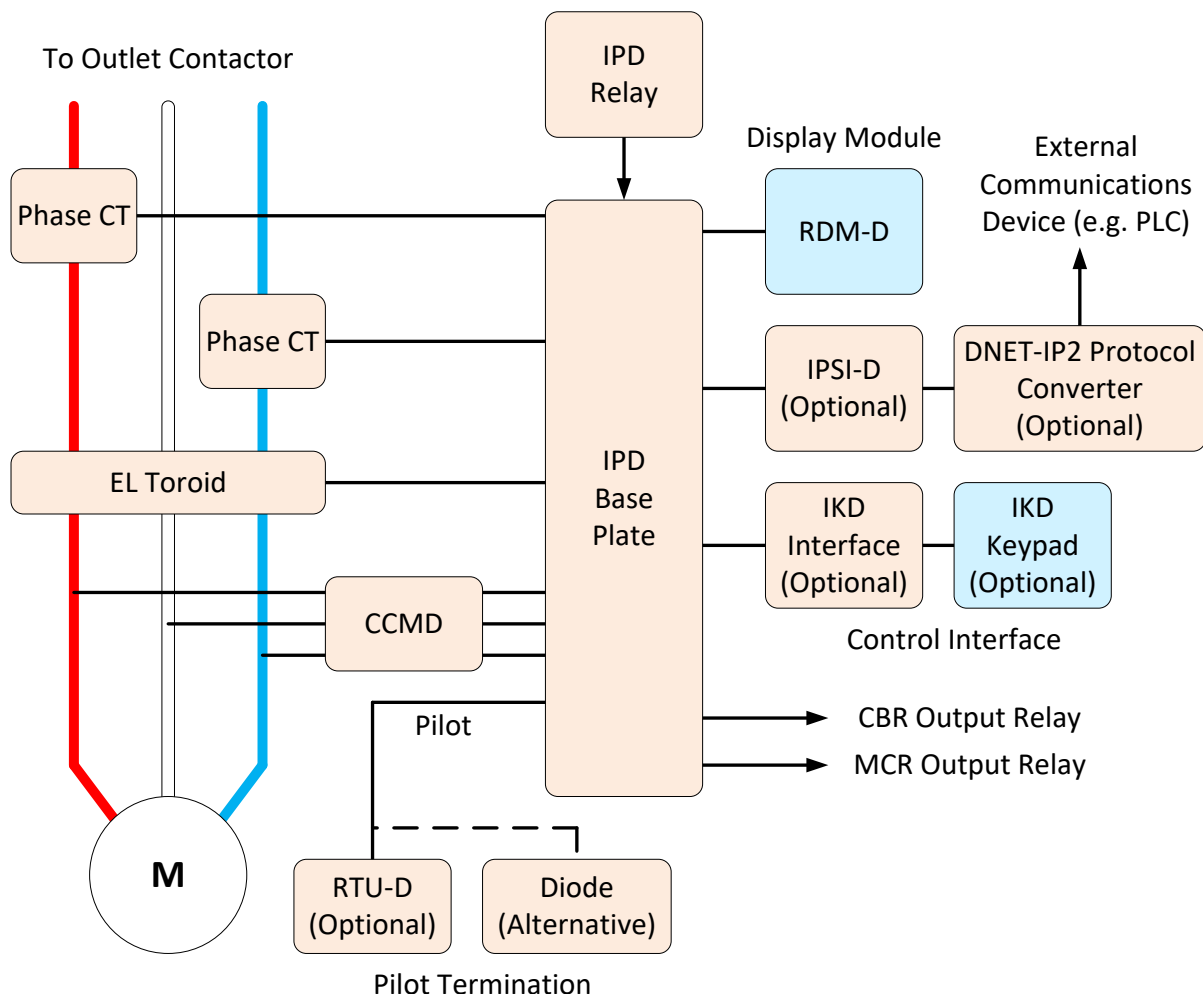 To Outlet Contactor
IPD
Relay
Display Module
External
Communications
Device (e.g. PLC)
Phase CT
RDM-D
Phase CT
IPSI-D
(Optional)
DNET-IP2 Protocol
Converter
(Optional)
EL Toroid
IPD
Base
Plate
IKD
Interface
(Optional)
IKD
Keypad
(Optional)
CCMD
Control Interface
Pilot
CBR Output Relay
MCR Output Relay
M
RTU-D
(Optional)
Diode
(Alternative)
Pilot Termination